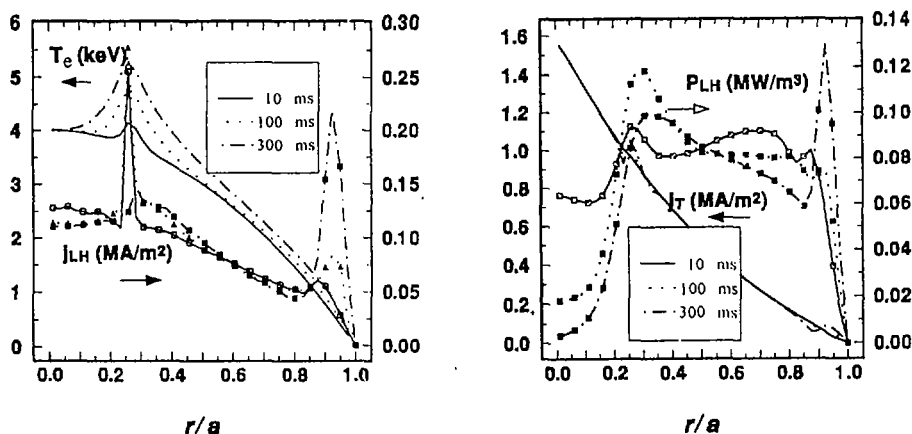 6
5
4
3
2
1
0
T_e (keV)
10 ms
100 ms
300 ms
j_LH (MA/m²)
0.30
0.25
0.20
0.15
0.10
0.05
0.00
0.0 0.2 0.4 0.6 0.8 1.0
r/a
1.6
1.4
1.2
1.0
0.8
0.6
0.4
0.2
0.0
P_LH (MW/m³)
j_T (MA/m²)
10 ms
100 ms
300 ms
0.14
0.12
0.10
0.08
0.06
0.04
0.02
0.00
0.0 0.2 0.4 0.6 0.8 1.0
r/a